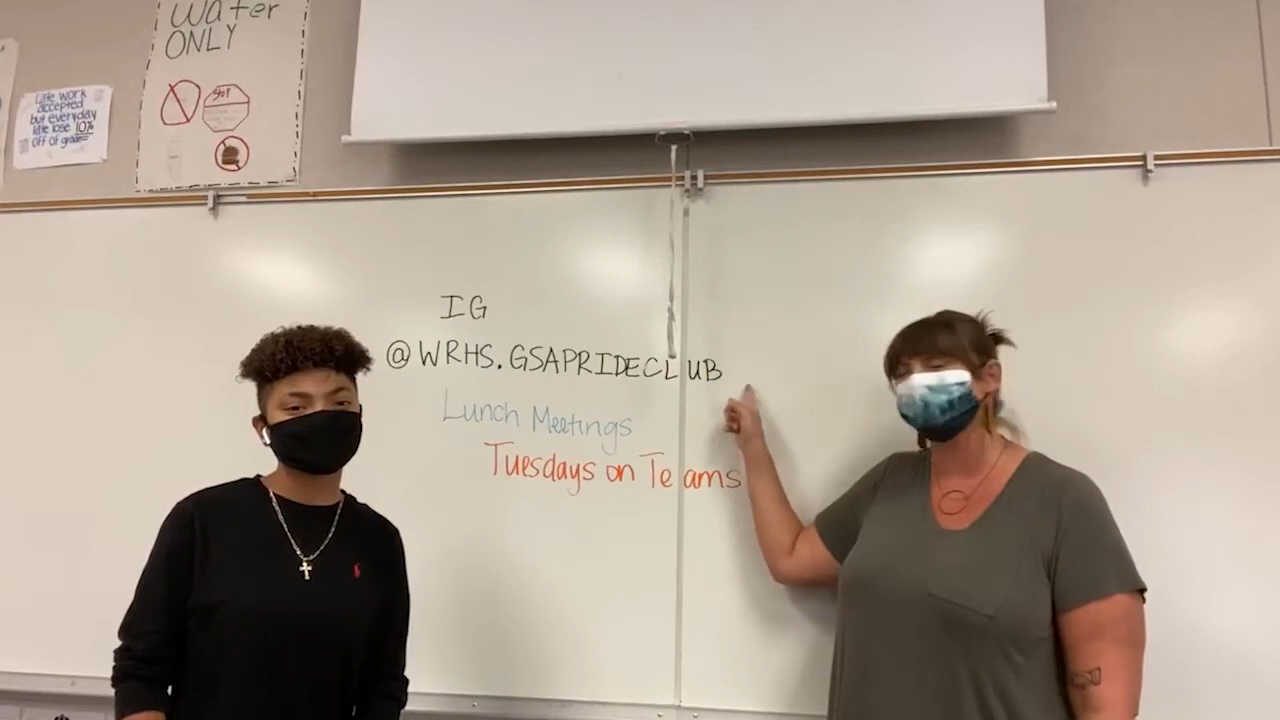 Water
ONLY
STOP
Late work
accepted
but everyday
late lose 10%
off of grade
IG
@WRHS.GSAPRIDECLUB
Lunch Meetings
Tuesdays on Teams